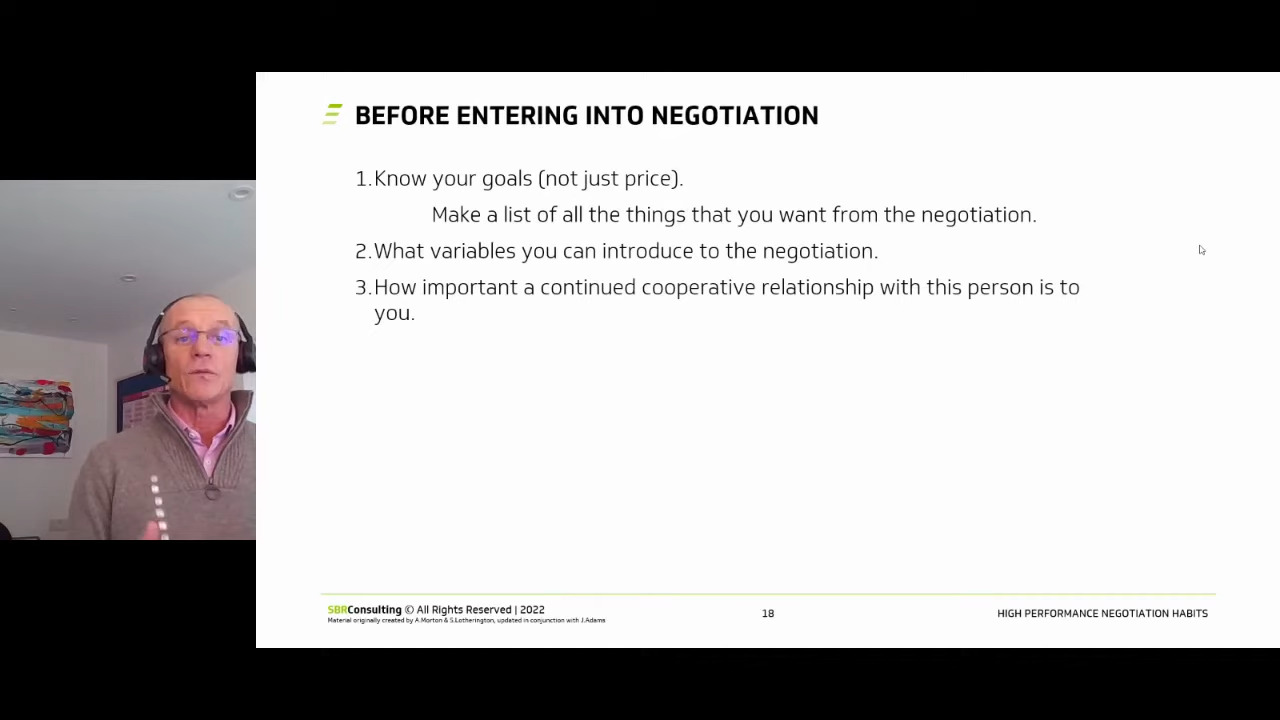 BEFORE ENTERING INTO NEGOTIATION
1. Know your goals (not just price).
Make a list of all the things that you want from the negotiation.
2. What variables you can introduce to the negotiation.
3. How important a continued cooperative relationship with this person is to
you.
SBRConsulting © All Rights Reserved | 2022
Material originally created by A.Morton & S.Lotherington, updated in conjunction with J.Adams
18
HIGH PERFORMANCE NEGOTIATION HABITS